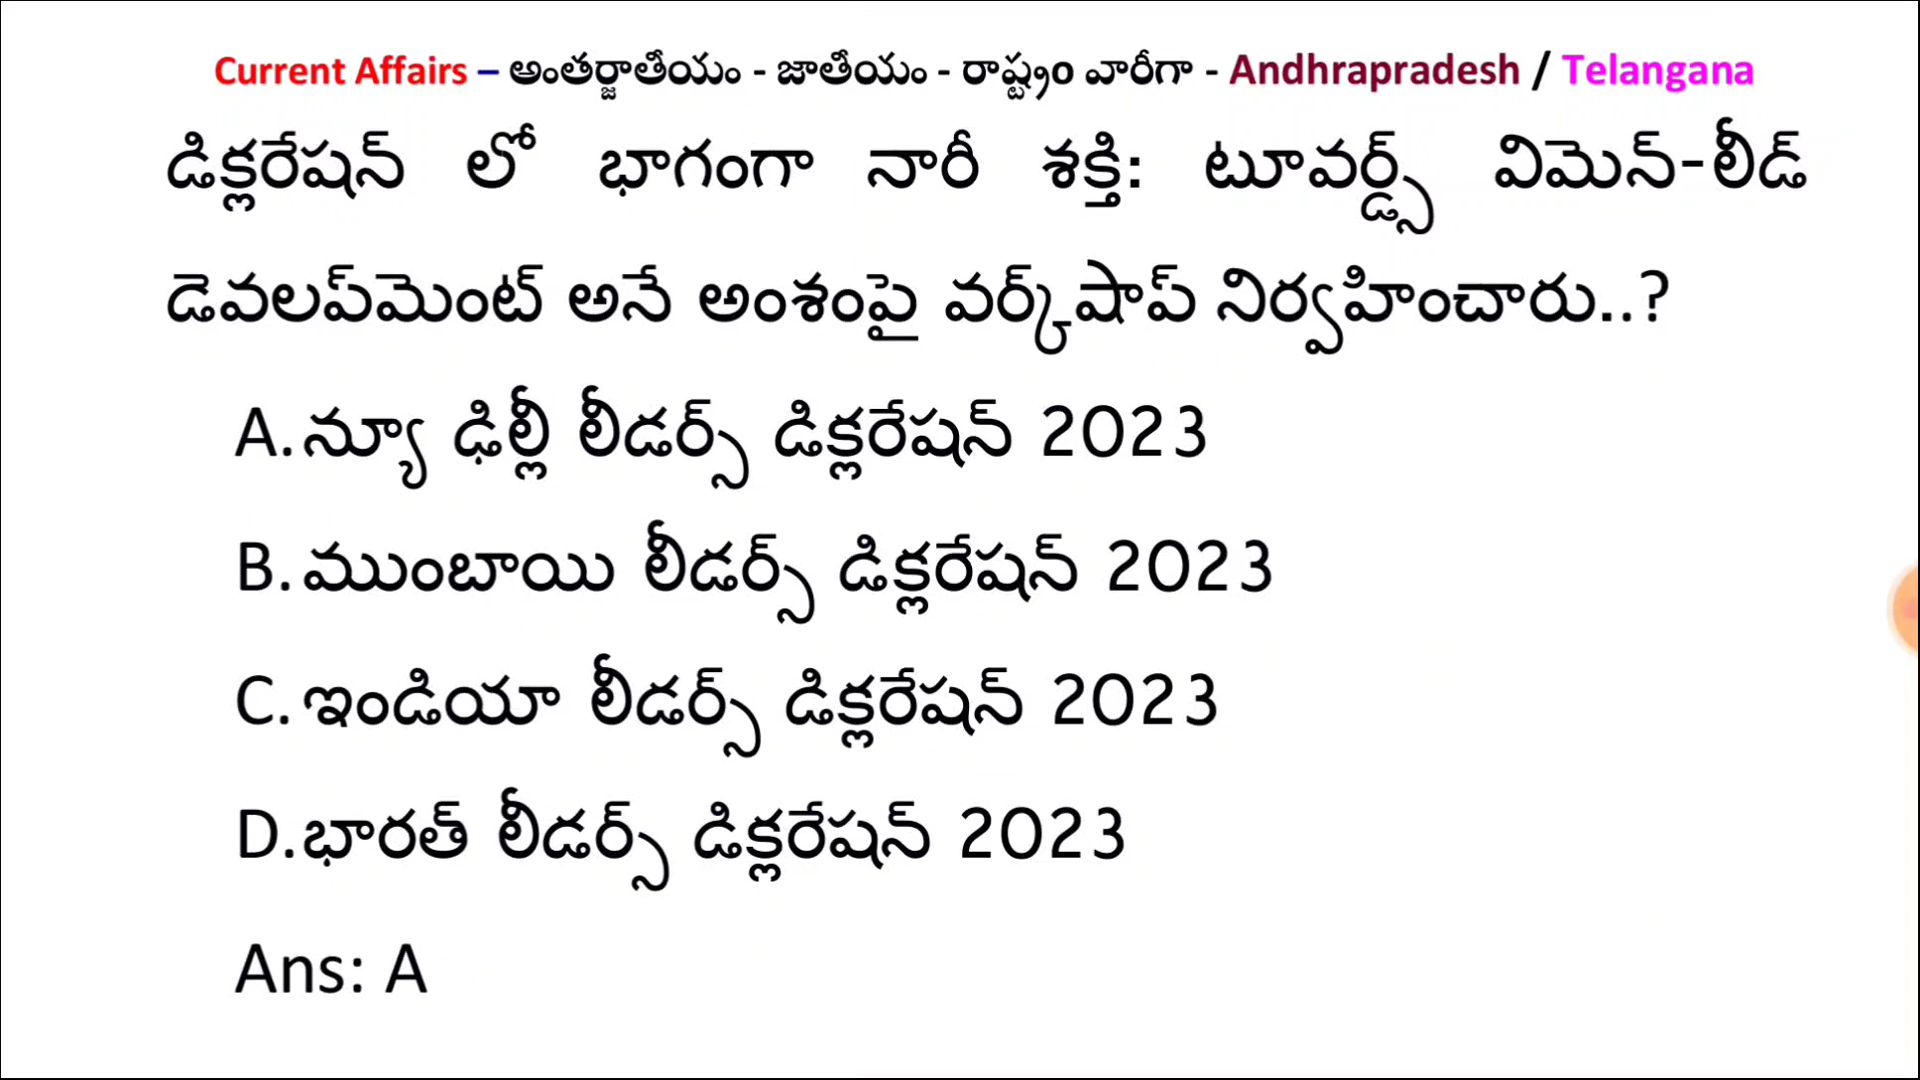 Current Affairs – అంతర్జాతీయం - జాతీయం - రాష్ట్రం వారీగా - Andhrapradesh / Telangana
డిక్లరేషన్ లో భాగంగా నారీ శక్తి: టూవర్డ్స్ విమెన్-లీడ్
డెవలప్‌మెంట్ అనే అంశంపై వర్క్‌షాప్ నిర్వహించారు..?
A. న్యూ ఢిల్లీ లీడర్స్ డిక్లరేషన్ 2023
B. ముంబాయి లీడర్స్ డిక్లరేషన్ 2023
C. ఇండియా లీడర్స్ డిక్లరేషన్ 2023
D. భారత్ లీడర్స్ డిక్లరేషన్ 2023
Ans: A